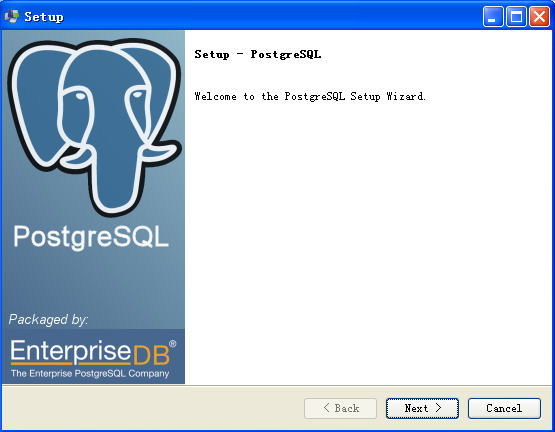 Setup
Setup - PostgreSQL
Welcome to the PostgreSQL Setup Wizard.
PostgreSQL
Packaged by:
EnterpriseDB®
The Enterprise PostgreSQL Company
< Back
Next >
Cancel